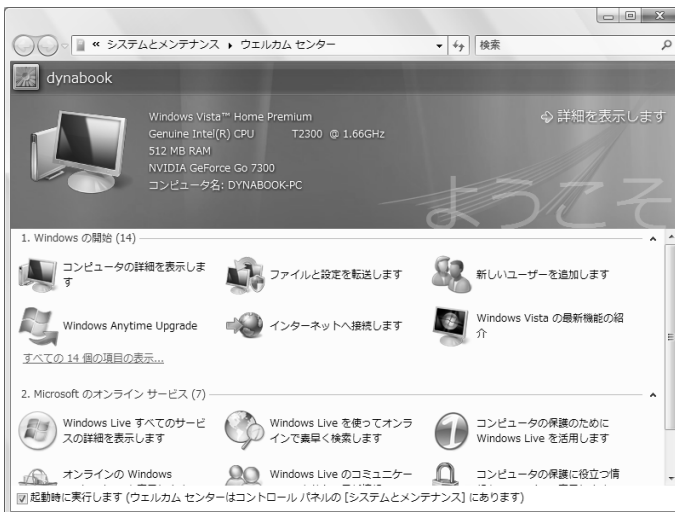 « システムとメンテナンス ▸ ウェルカム センター
検索
dynabook
Windows Vista™ Home Premium
詳細を表示します
Genuine Intel(R) CPU T2300 @ 1.66GHz
512 MB RAM
NVIDIA GeForce Go 7300
コンピュータ名: DYNABOOK-PC
ようこそ
1. Windows の開始 (14)
コンピュータの詳細を表示しま
す
ファイルと設定を転送します
新しいユーザーを追加します
Windows Anytime Upgrade
インターネットへ接続します
Windows Vista の最新機能の紹
介
すべての 14 個の項目の表示...
2. Microsoft のオンライン サービス (7)
Windows Live すべてのサービ
スの詳細を表示します
Windows Live を使ってオンラ
インで素早く検索します
コンピュータの保護のために
Windows Live を活用します
オンラインの Windows
Windows Live のコミュニケー
コンピュータの保護に役立つ情
起動時に実行します (ウェルカム センターはコントロール パネルの [システムとメンテナンス] にあります)